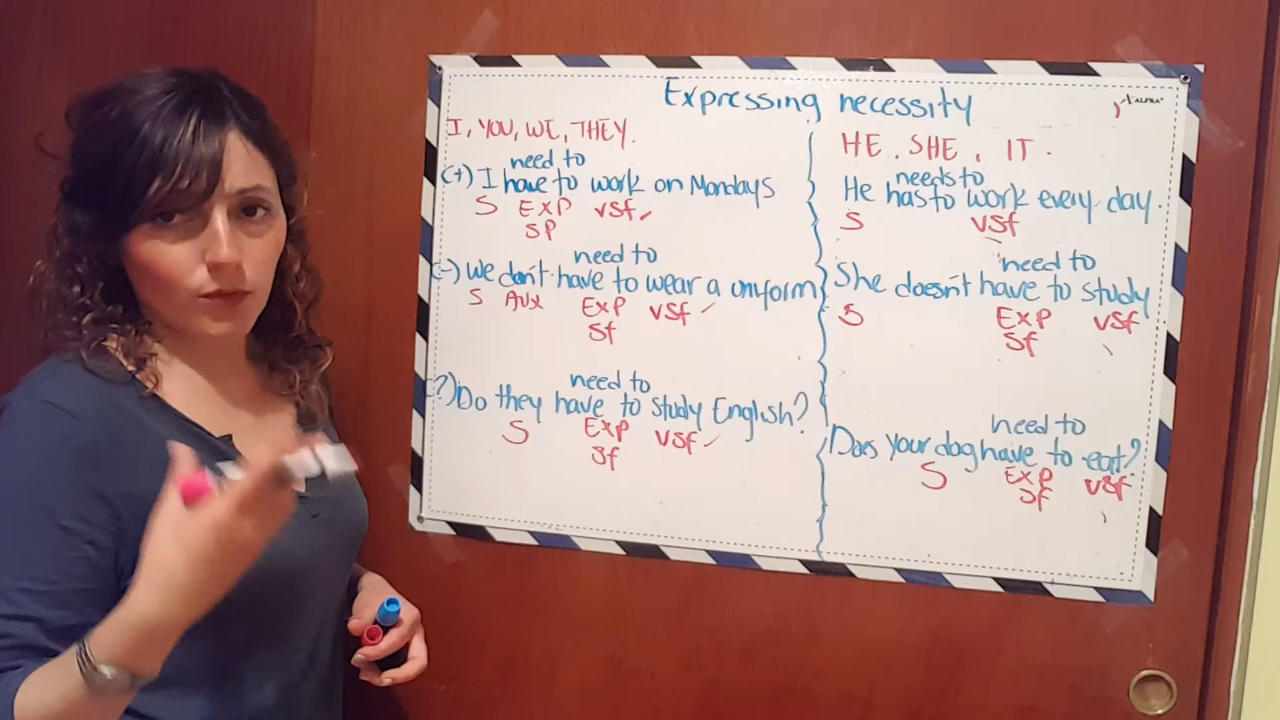 Expressing necessity
ALPRA
I, YOU, WE, THEY.
need to
(+) I have to work on Mondays
S EXP VSf
SP
need to
(-) We don't have to wear a uniform
S AUX EXP VSf
Sf
need to
(?) Do they have to study English?
S EXP VSf
Sf
HE. SHE. IT.
needs to
He has to work every day.
S VSf
need to
She doesn't have to study
S EXP VSf
Sf
need to
Does your dog have to eat?
S EXP VSf
Sf